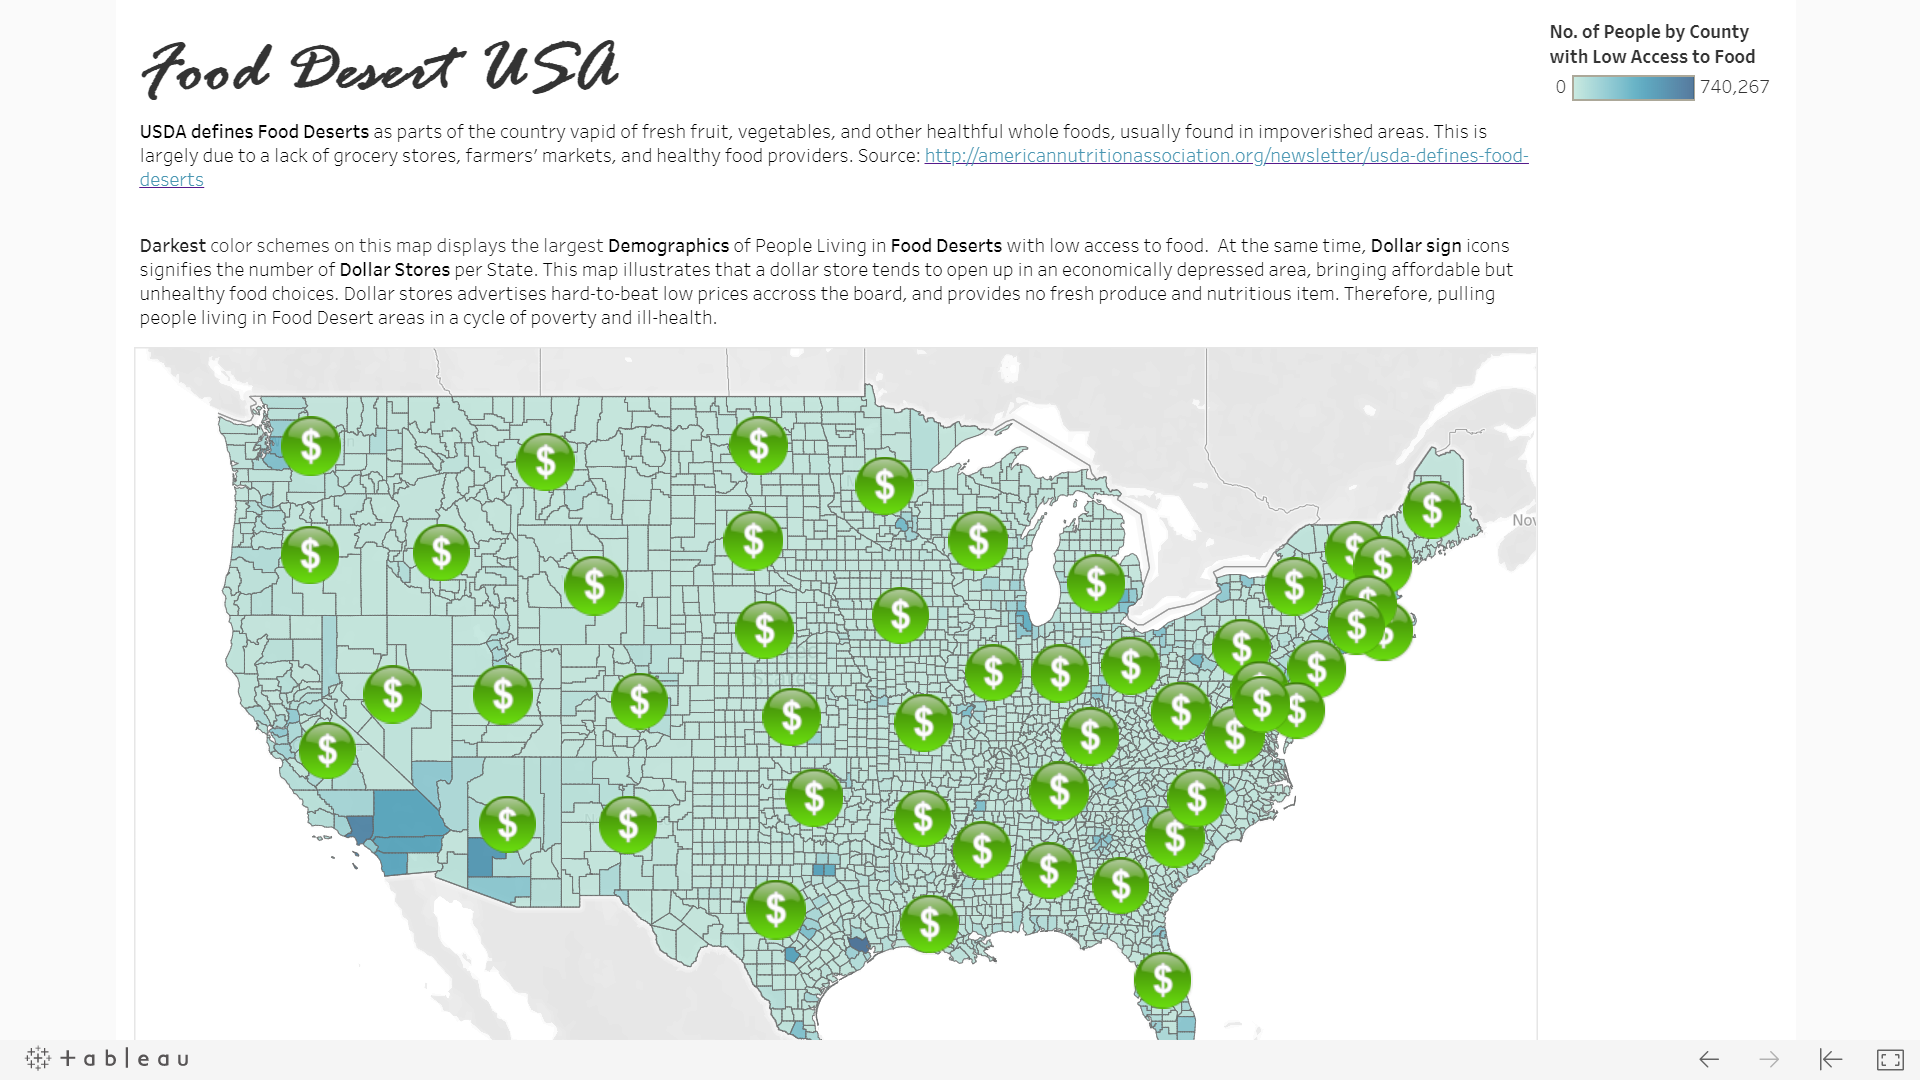 Food Desert USA
No. of People by County
with Low Access to Food
0 740,267
USDA defines Food Deserts as parts of the country vapid of fresh fruit, vegetables, and other healthful whole foods, usually found in impoverished areas. This is
largely due to a lack of grocery stores, farmers’ markets, and healthy food providers. Source: http://americannutritionassociation.org/newsletter/usda-defines-food-
deserts
Darkest color schemes on this map displays the largest Demographics of People Living in Food Deserts with low access to food.  At the same time, Dollar sign icons
signifies the number of Dollar Stores per State. This map illustrates that a dollar store tends to open up in an economically depressed area, bringing affordable but
unhealthy food choices. Dollar stores advertises hard-to-beat low prices accross the board, and provides no fresh produce and nutritious item. Therefore, pulling
people living in Food Desert areas in a cycle of poverty and ill-health.
Nov
States
+ a b | e a u